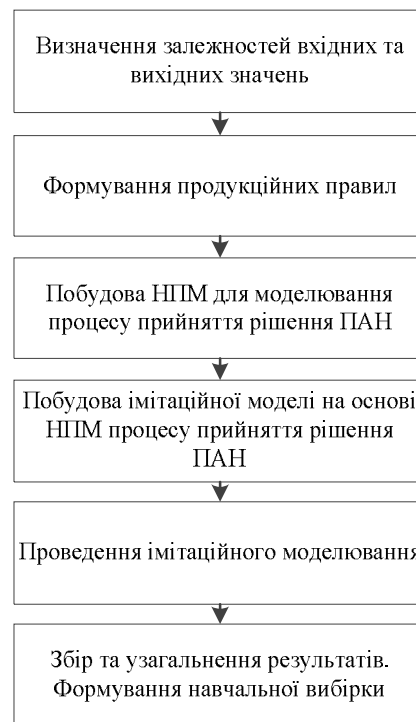 Визначення залежностей вхідних та
вихідних значень
Формування продукційних правил
Побудова НПМ для моделювання
процесу прийняття рішення ПАН
Побудова імітаційної моделі на основі
НПМ процесу прийняття рішення
ПАН
Проведення імітаційного моделювання
Збір та узагальнення результатів.
Формування навчальної вибірки